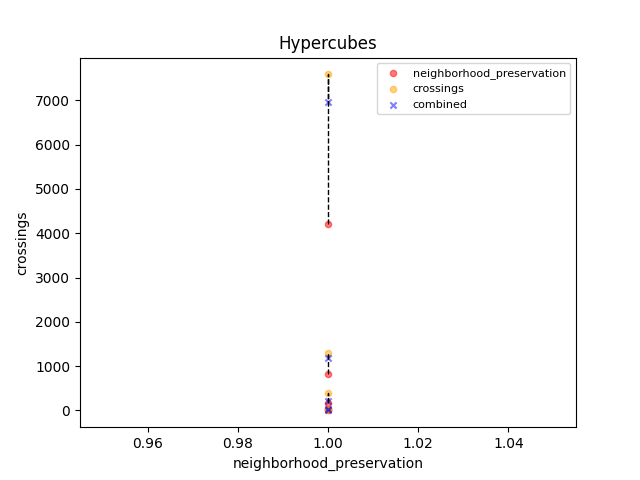 Hypercubes
neighborhood_preservation
crossings
combined
crossings
7000
6000
5000
4000
3000
2000
1000
0
0.96 0.98 1.00 1.02 1.04
neighborhood_preservation